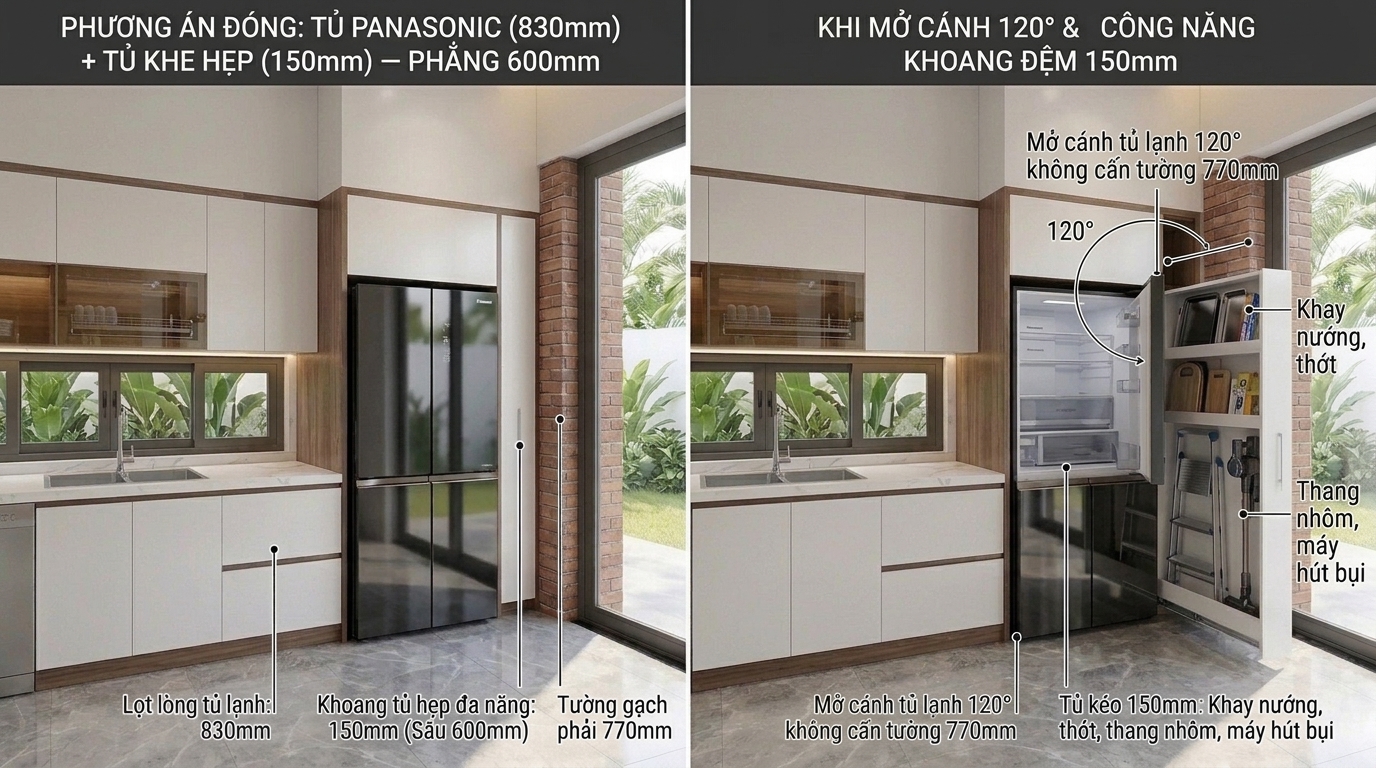 PHƯƠNG ÁN ĐÓNG: TỦ PANASONIC (830mm)
+ TỦ KHE HẸP (150mm) — PHẲNG 600mm
Lọt lòng tủ lạnh:
830mm
Khoang tủ hẹp đa năng:
150mm (Sâu 600mm)
Tường gạch
phải 770mm
KHI MỞ CÁNH 120° & CÔNG NĂNG
KHOANG ĐỆM 150mm
Mở cánh tủ lạnh 120°
không cấn tường 770mm
120°
Khay
nướng,
thớt
Thang
nhôm,
máy
hút bụi
Mở cánh tủ lạnh 120°
không cấn tường 770mm
Tủ kéo 150mm: Khay nướng,
thót, thang nhôm, máy hút bụi